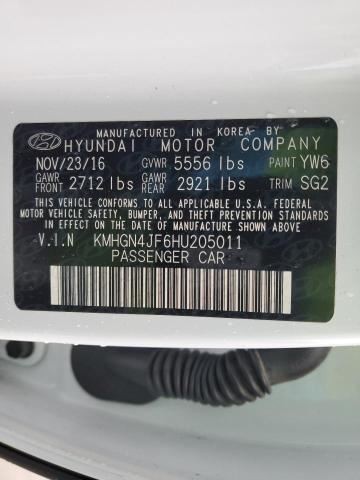 MANUFACTURED IN KOREA BY
HYUNDAI MOTOR COMPANY
NOV/23/16 GVWR 5556 lbs PAINT YW6
GAWR FRONT 2712 lbs GAWR REAR 2921 lbs TRIM SG2
THIS VEHICLE CONFORMS TO ALL APPLICABLE U.S.A. FEDERAL
MOTOR VEHICLE SAFETY, BUMPER, AND THEFT PREVENTION
STANDARDS IN EFFECT ON THE DATE OF MANUFACTURE SHOWN ABOVE.
V.I.N KMHGN4JF6HU205011
PASSENGER CAR